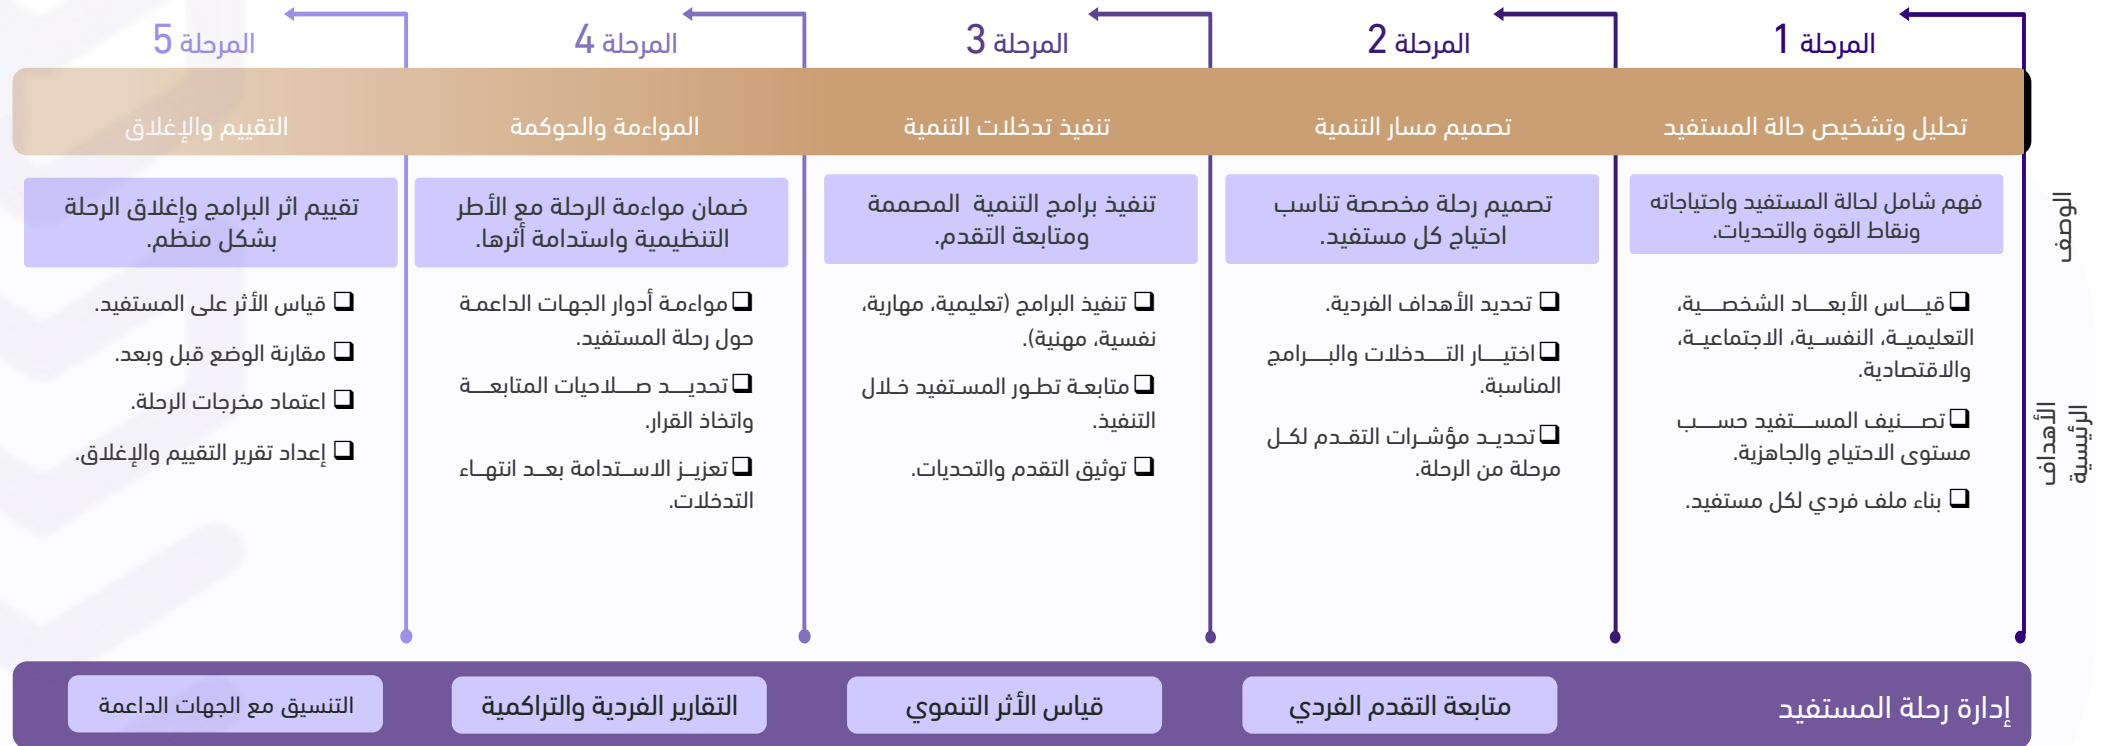 المرحلة 1
تحليل وتشخيص حالة المستفيد
الوصف
فهم شامل لحالة المستفيد واحتياجاته
ونقاط القوة والتحديات.
الأهداف
الرئيسية
❑ قياس الأبعاد الشخصية،
التعليمية، النفسية، الاجتماعية،
والاقتصادية.
❑ تصنيف المستفيد حسب
مستوى الاحتياج والجاهزية.
❑ بناء ملف فردي لكل مستفيد.
المرحلة 2
تصميم مسار التنمية
تصميم رحلة مخصصة تناسب
احتياج كل مستفيد.
❑ تحديد الأهداف الفردية.
❑ اختيار التدخلات والبرامج
المناسبة.
❑ تحديد مؤشرات التقدم لكل
مرحلة من الرحلة.
المرحلة 3
تنفيذ تدخلات التنمية
تنفيذ برامج التنمية المصممة
ومتابعة التقدم.
❑ تنفيذ البرامج (تعليمية، مهارية،
نفسية، مهنية).
❑ متابعة تطور المستفيد خلال
التنفيذ.
❑ توثيق التقدم والتحديات.
المرحلة 4
المواءمة والحوكمة
ضمان مواءمة الرحلة مع الأطر
التنظيمية واستدامة أثرها.
❑ مواءمة أدوار الجهات الداعمة
حول رحلة المستفيد.
❑ تحديد صلاحيات المتابعة
واتخاذ القرار.
❑ تعزيز الاستدامة بعد انتهاء
التدخلات.
المرحلة 5
التقييم والإغلاق
تقييم اثر البرامج وإغلاق الرحلة
بشكل منظم.
❑ قياس الأثر على المستفيد.
❑ مقارنة الوضع قبل وبعد.
❑ اعتماد مخرجات الرحلة.
❑ إعداد تقرير التقييم والإغلاق.
إدارة رحلة المستفيد
متابعة التقدم الفردي
قياس الأثر التنموي
التقارير الفردية والتراكمية
التنسيق مع الجهات الداعمة